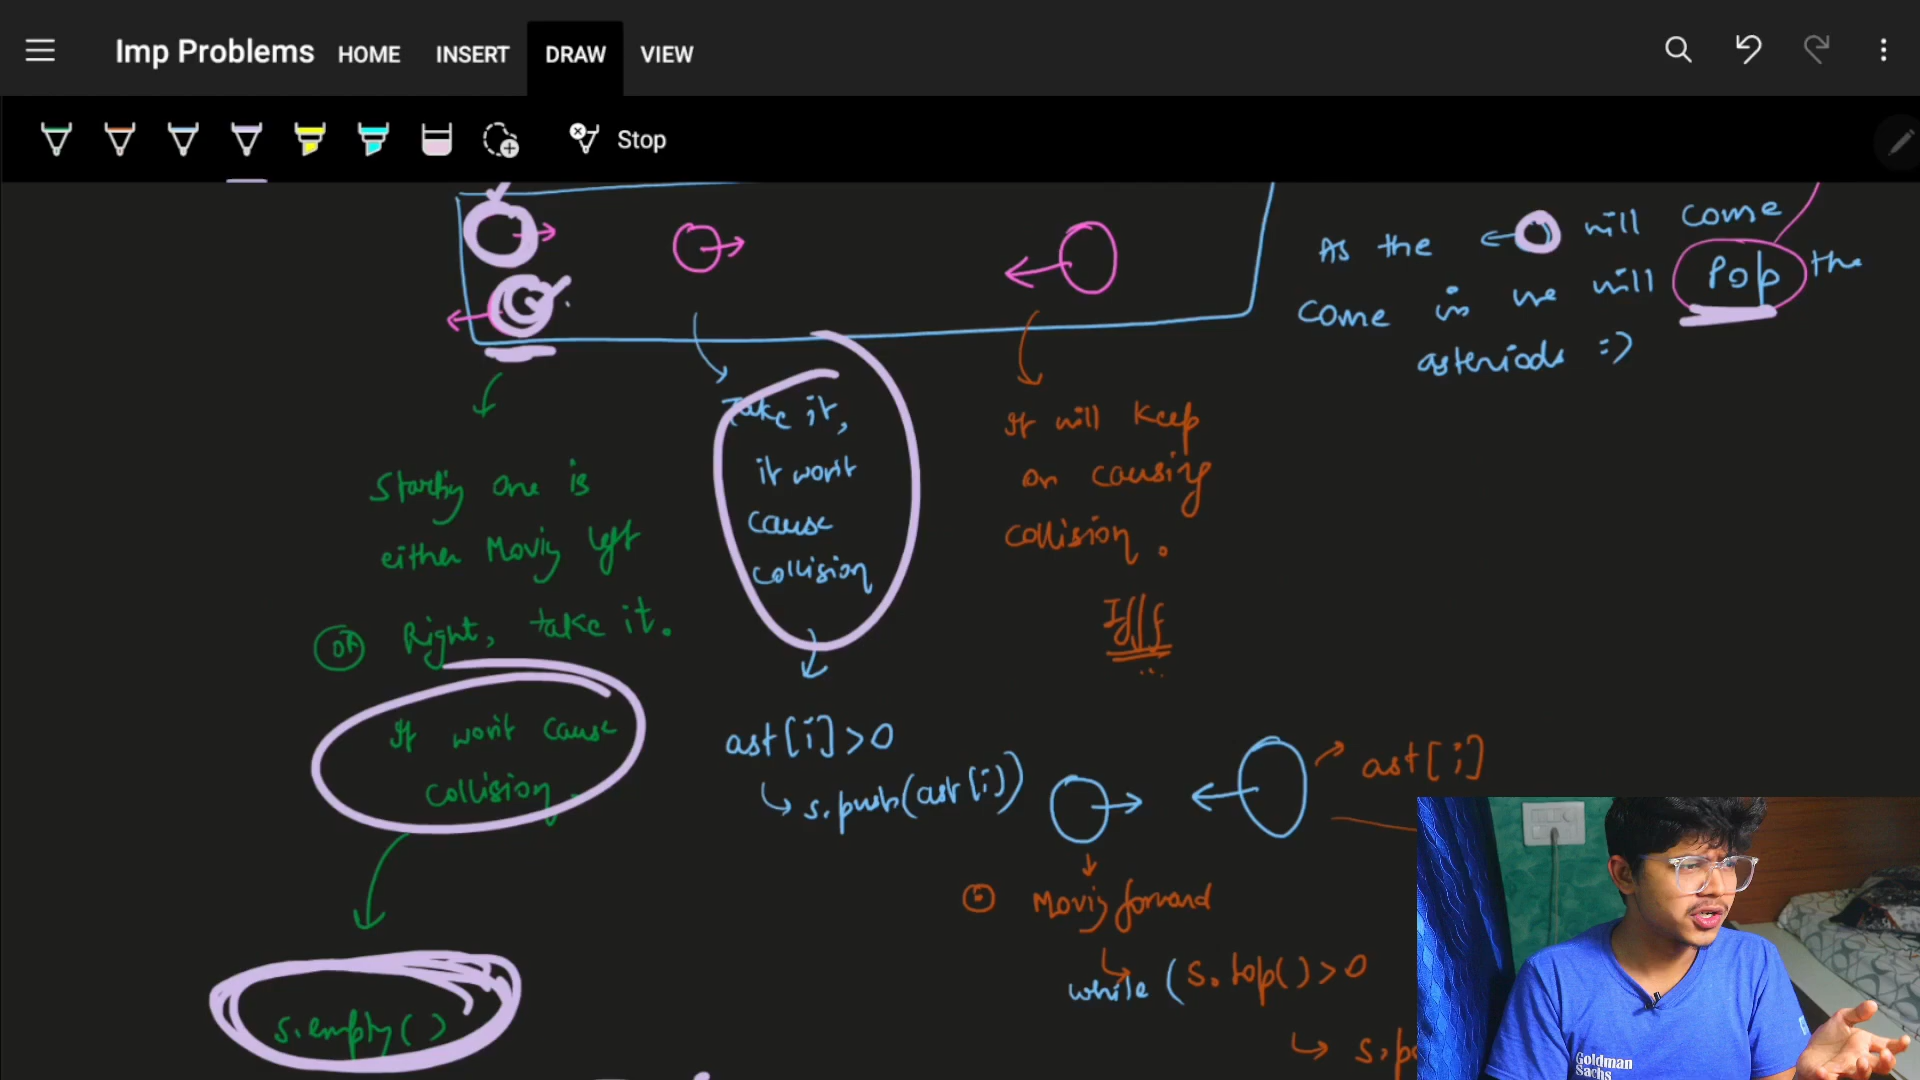 Imp Problems HOME INSERT DRAW VIEW
Stop
As the will come
come in we will Pop the
asteriods =>
Take it,
it won't
cause
collision
It will Keep
on causing
collision.
Iff
Starting one is
either Moving left
OR Right, take it.
It won't cause
collision.
ast[i]>0
s.push(ast[i])
ast[i]
Moving forward
while (s.top()>0
s.empty()
Goldman
Sachs